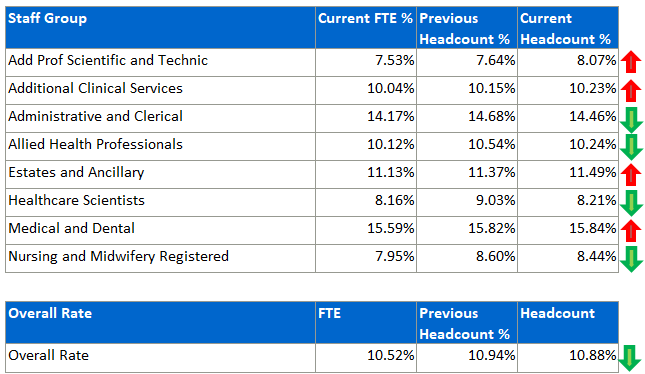 Staff Group Current FTE % Previous Current
Headcount % Headcount %
Add Prof Scientific and Technic 7.53% 7.64% 8.07%
Additional Clinical Services 10.04% 10.15% 10.23%
Administrative and Clerical 14.17% 14.68% 14.46%
Allied Health Professionals 10.12% 10.54% 10.24%
Estates and Ancillary 11.13% 11.37% 11.49%
Healthcare Scientists 8.16% 9.03% 8.21%
Medical and Dental 15.59% 15.82% 15.84%
Nursing and Midwifery Registered 7.95% 8.60% 8.44%
Overall Rate FTE Previous Headcount
Headcount %
Overall Rate 10.52% 10.94% 10.88%